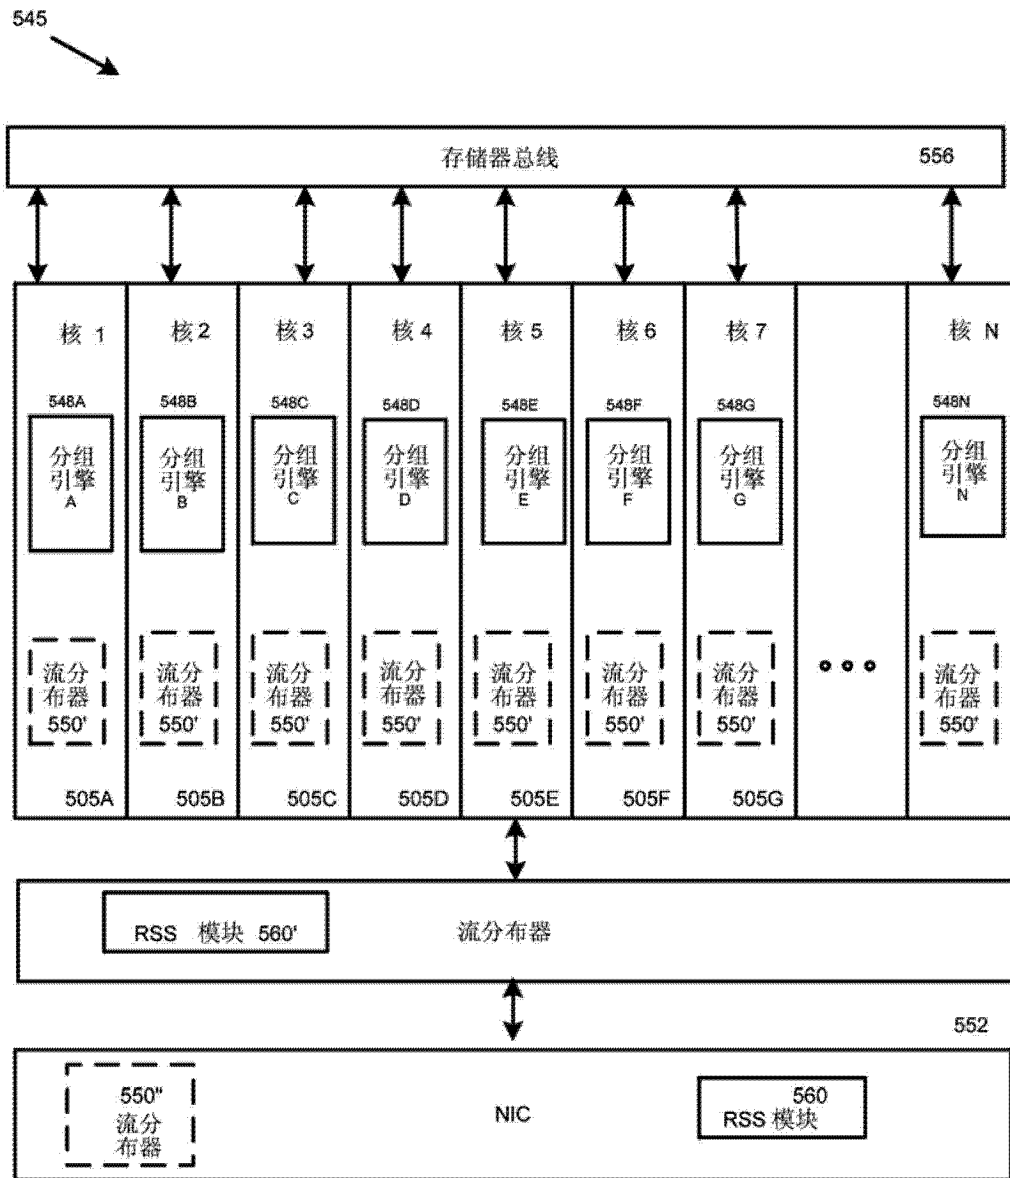 545
存储器总线 556
核 1 核 2 核 3 核 4 核 5 核 6 核 7 核 N
548A 548B 548C 548D 548E 548F 548G 548N
分组 分组 分组 分组 分组 分组 分组 分组
引擎 引擎 引擎 引擎 引擎 引擎 引擎 引擎
A B C D E F G N
流分 流分 流分 流分 流分 流分 流分 流分
布器 布器 布器 布器 布器 布器 布器 布器
550' 550' 550' 550' 550' 550' 550' 550'
505A 505B 505C 505D 505E 505F 505G
RSS 模块 560' 流分布器
552
550"
流分
布器
NIC
560
RSS 模块